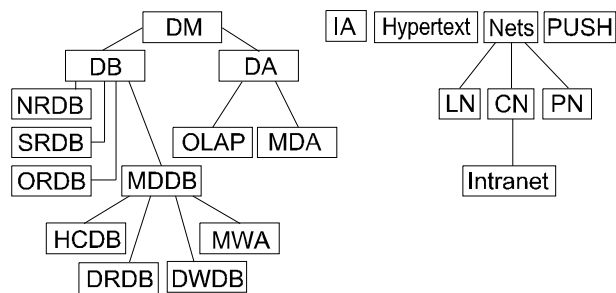 DM
DB
DA
NRDB
SRDB
ORDB
OLAP
MDA
MDDB
HCDB
MWA
DRDB
DWDB
IA
Hypertext
Nets
PUSH
LN
CN
PN
Intranet